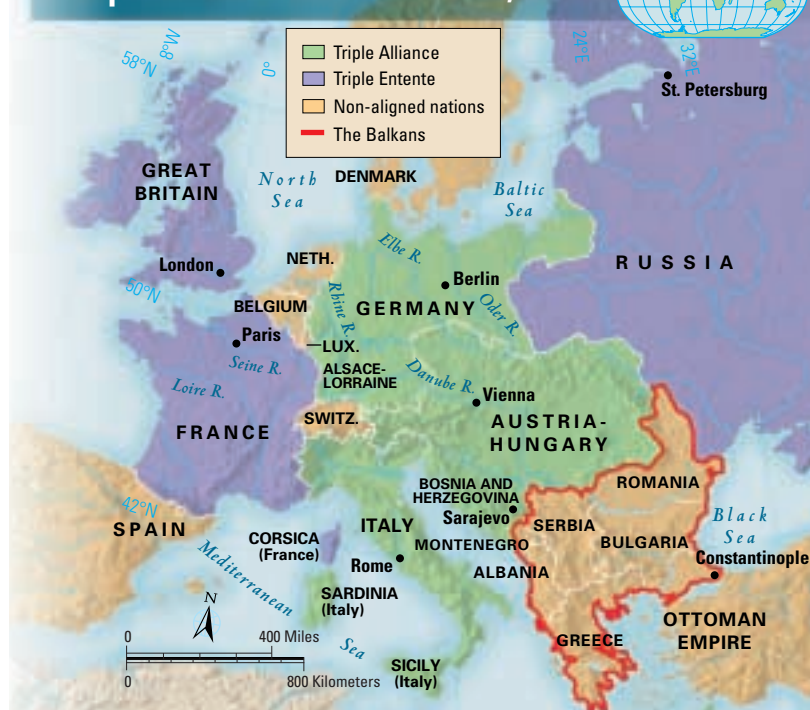 Triple Alliance
Triple Entente
Non-aligned nations
The Balkans
58°N
8°W
0°
24°E
32°E
St. Petersburg
GREAT
BRITAIN
North
Sea
DENMARK
Baltic
Sea
RUSSIA
London
NETH.
Elbe R.
Berlin
50°N
BELGIUM
Rhine R.
GERMANY
Oder R.
Paris
LUX.
Seine R.
ALSACE-
LORRAINE
Danube R.
Loire R.
Vienna
SWITZ.
FRANCE
AUSTRIA-
HUNGARY
BOSNIA AND
HERZEGOVINA
ROMANIA
42°N
SPAIN
CORSICA
(France)
ITALY
Sarajevo
SERBIA
Black
Sea
MONTENEGRO
BULGARIA
Constantinople
Mediterranean
Sea
Rome
ALBANIA
SARDINIA
(Italy)
N
OTTOMAN
EMPIRE
0
400 Miles
GREECE
0
800 Kilometers
SICILY
(Italy)